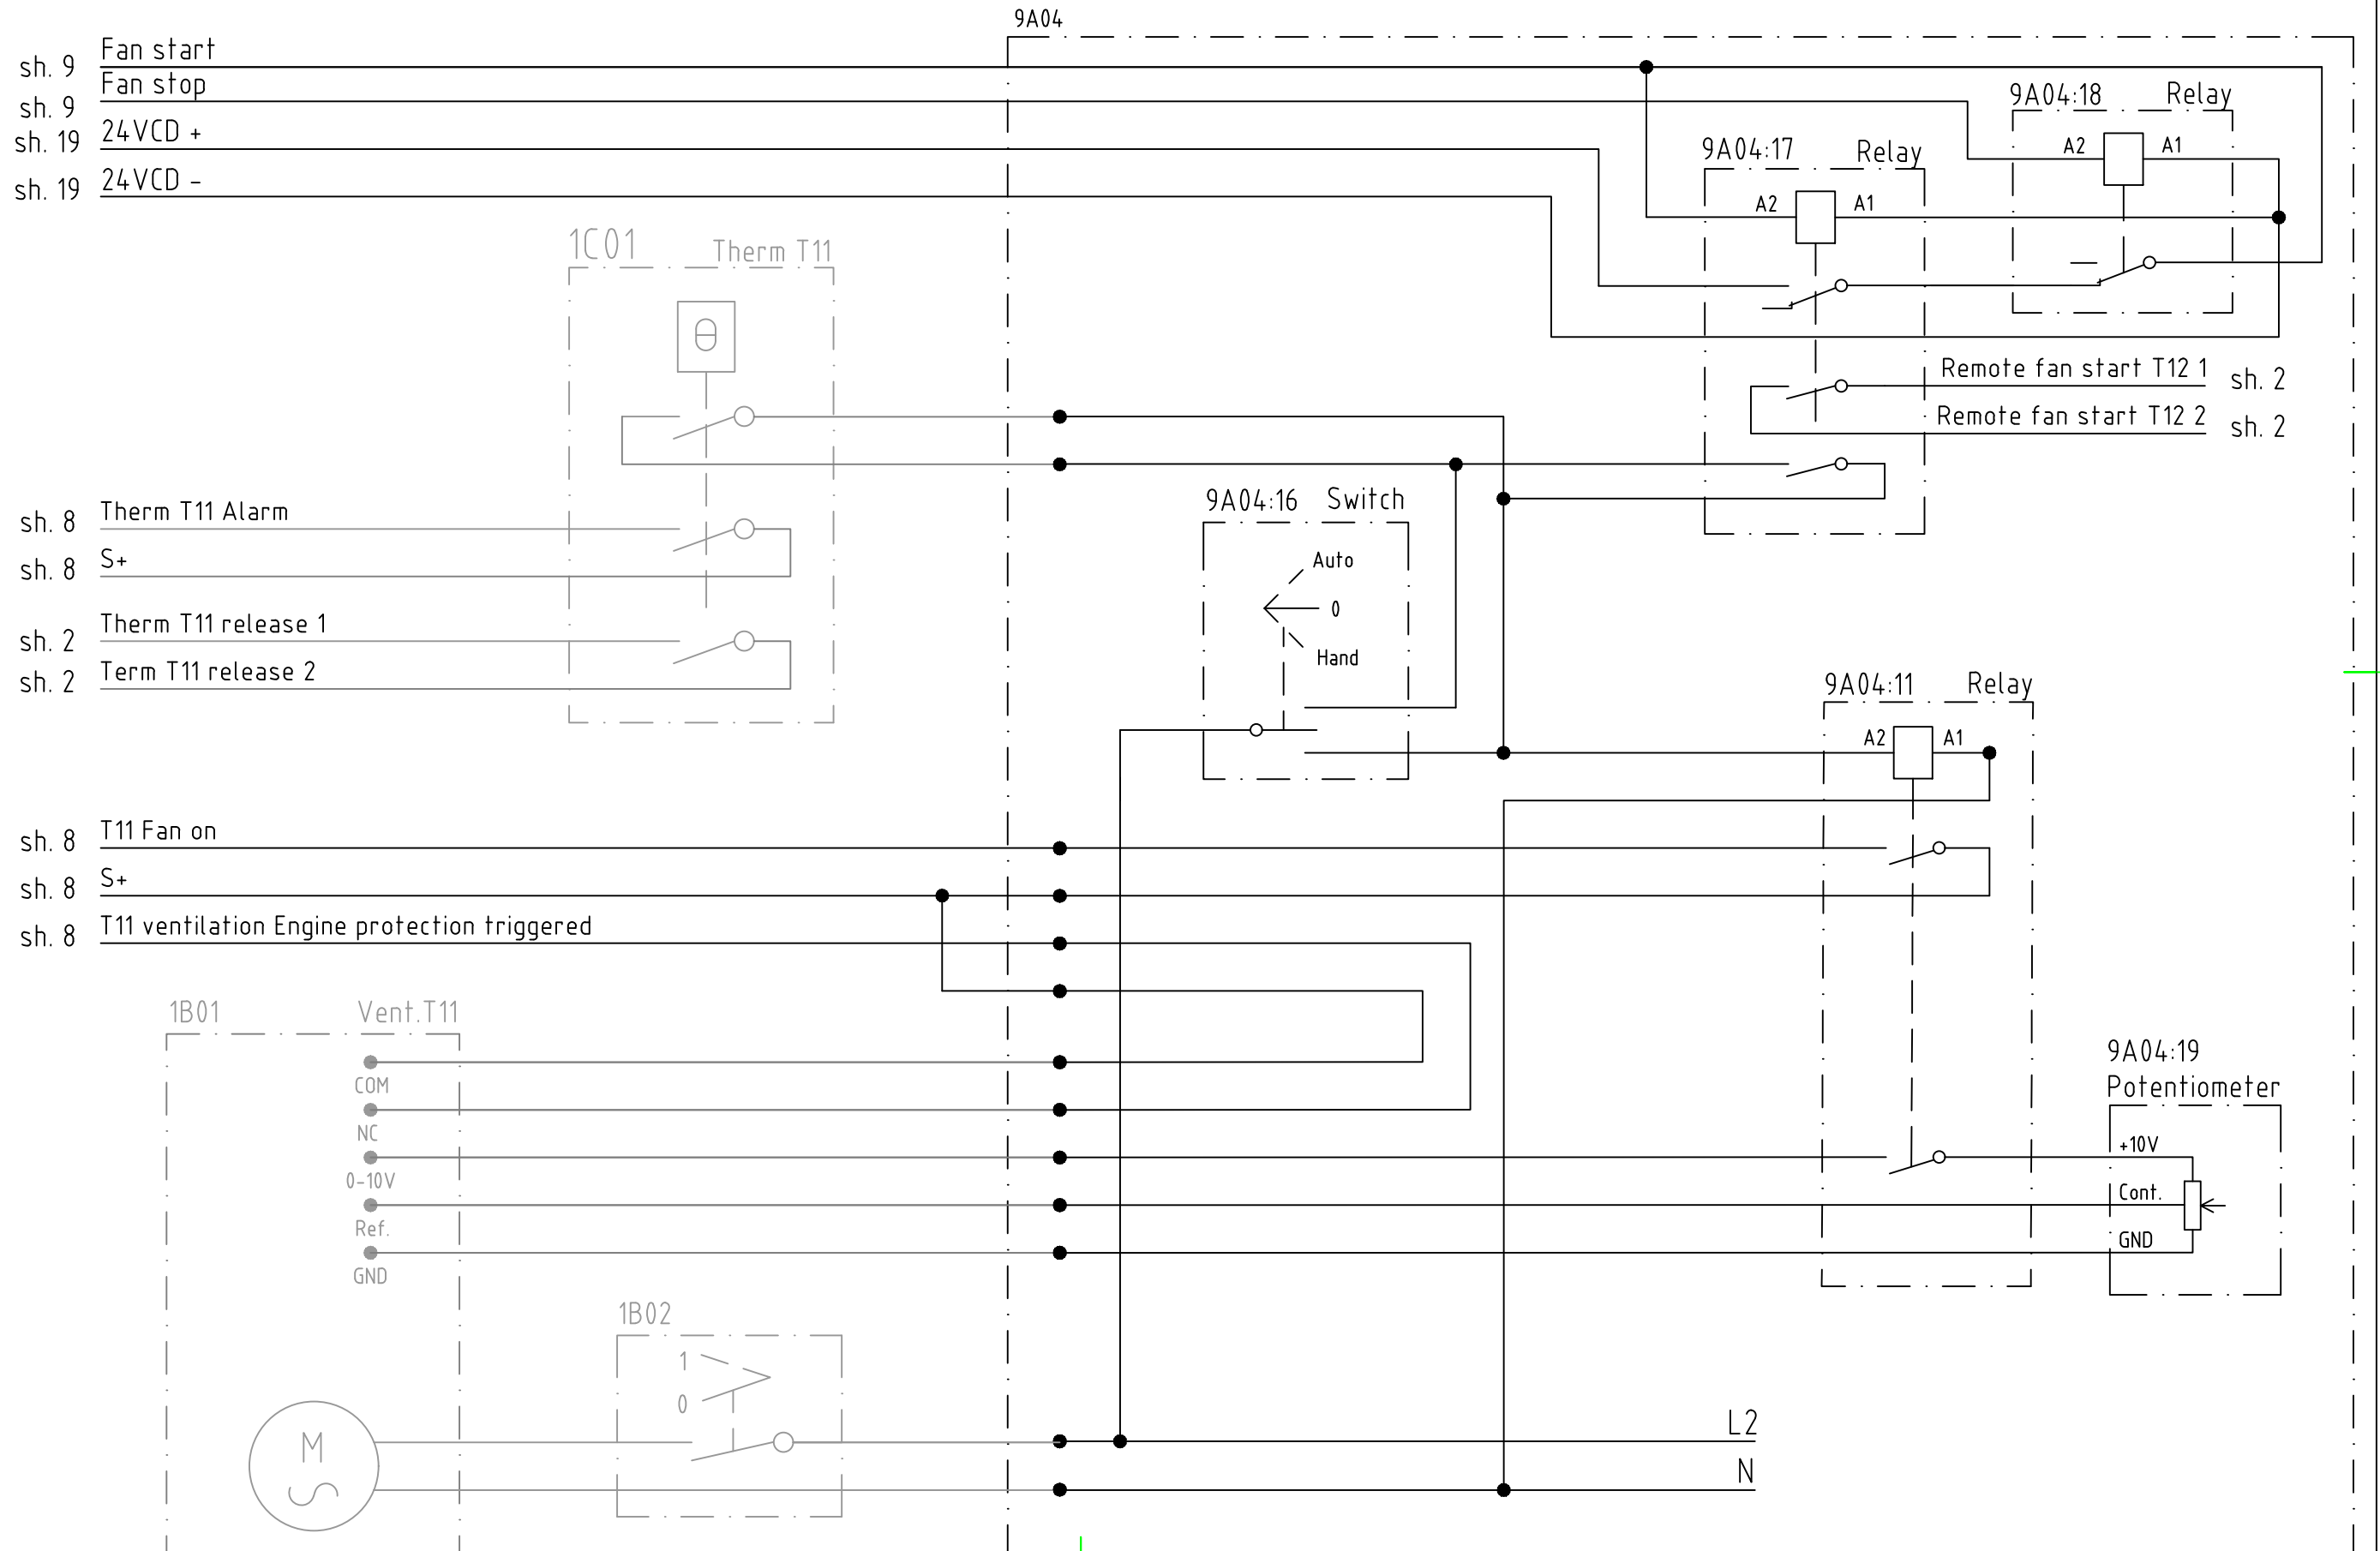 9A04
Fan start
sh. 9
Fan stop
sh. 9
24VCD +
sh. 19
24VCD -
sh. 19
9A04:18 Relay
A2 A1
9A04:17 Relay
A2 A1
1C01 Therm T11
Remote fan start T12 1 sh. 2
Remote fan start T12 2 sh. 2
9A04:16 Switch
Auto
0
Hand
Therm T11 Alarm
sh. 8
S+
sh. 8
Therm T11 release 1
sh. 2
Term T11 release 2
sh. 2
9A04:11 Relay
A2 A1
T11 Fan on
sh. 8
S+
sh. 8
T11 ventilation Engine protection triggered
sh. 8
1B01 Vent.T11
COM
NC
0-10V
Ref.
GND
9A04:19
Potentiometer
+10V
Cont.
GND
1B02
1
0
M
L2
N